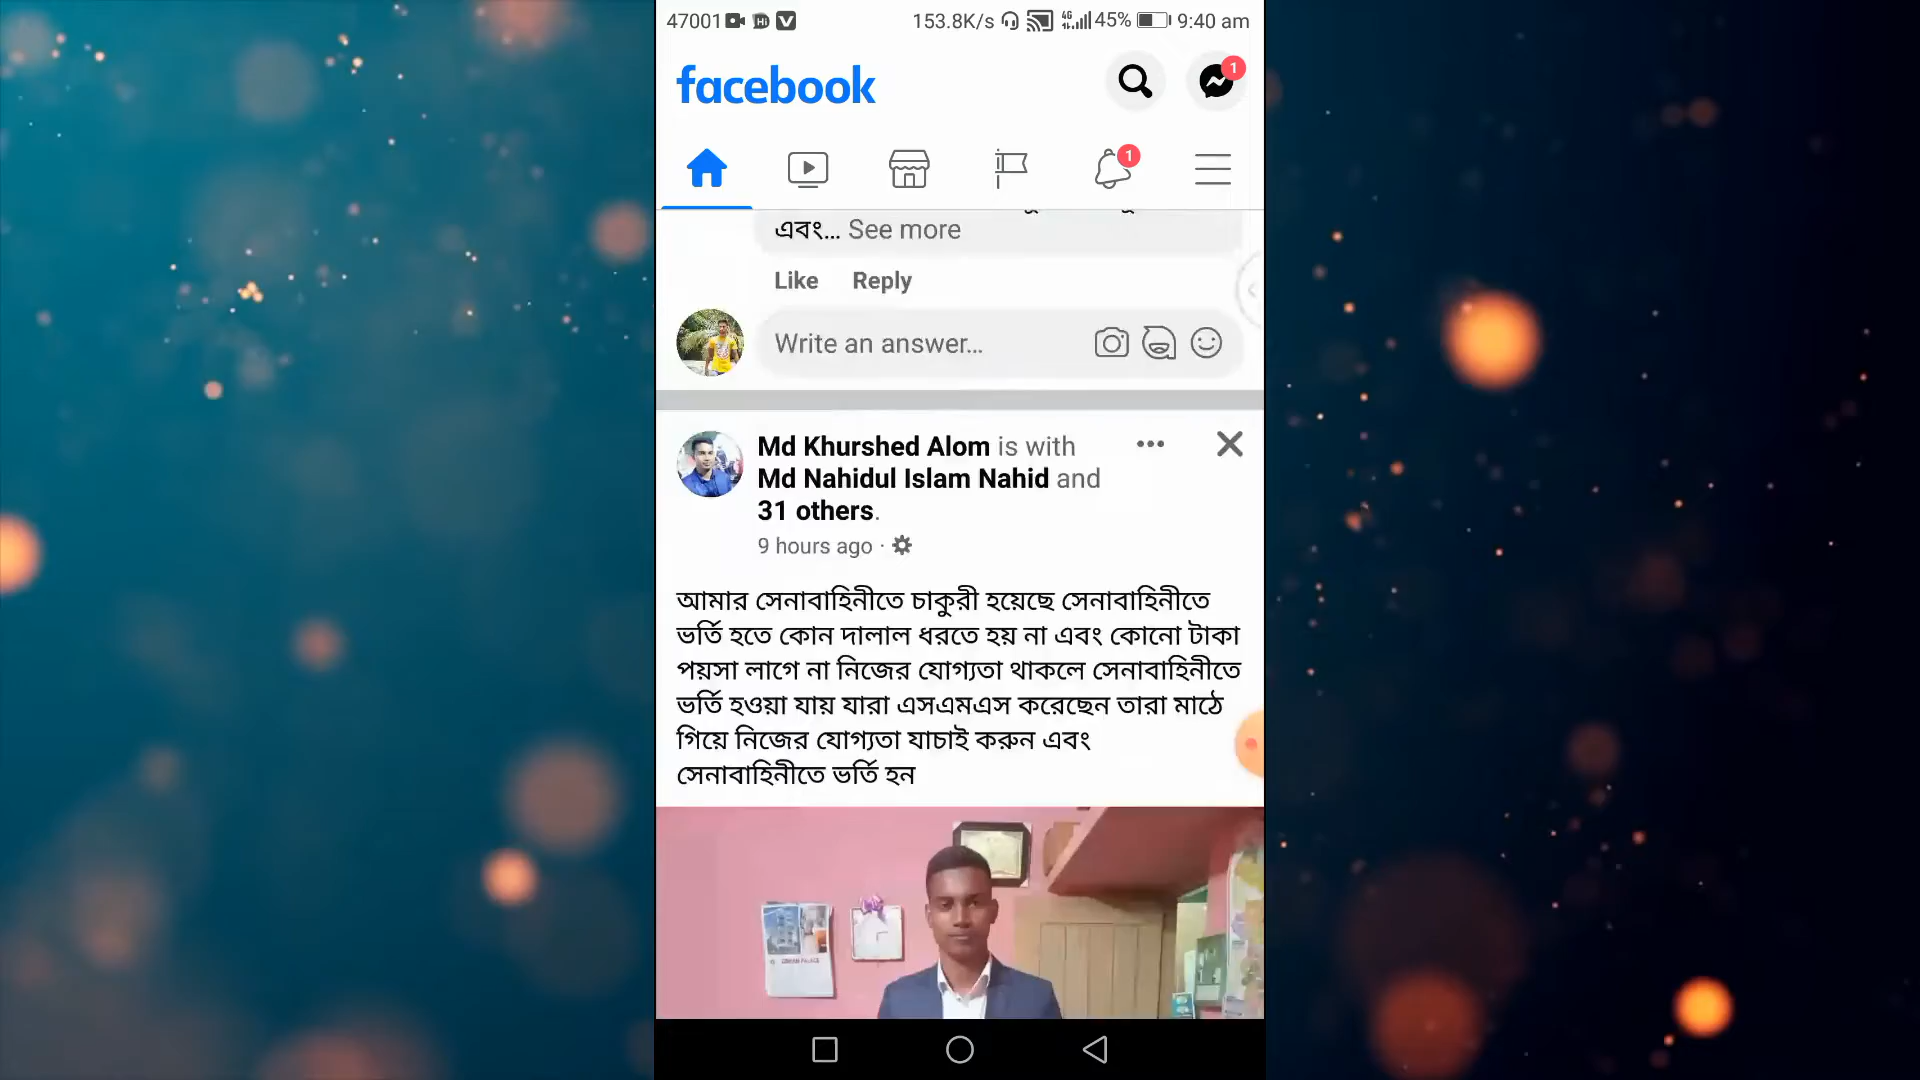 47001 153.8K/s 4G 45% 9:40 am
facebook
1
1
এবং... See more
Like Reply
Write an answer...
Md Khurshed Alom is with
Md Nahidul Islam Nahid and
31 others.
9 hours ago ·
আমার সেনাবাহিনীতে চাকুরী হয়েছে সেনাবাহিনীতে
ভর্তি হতে কোন দালাল ধরতে হয় না এবং কোনো টাকা
পয়সা লাগে না নিজের যোগ্যতা থাকলে সেনাবাহিনীতে
ভর্তি হওয়া যায় যারা এসএমএস করেছেন তারা মাঠে
গিয়ে নিজের যোগ্যতা যাচাই করুন এবং
সেনাবাহিনীতে ভর্তি হন